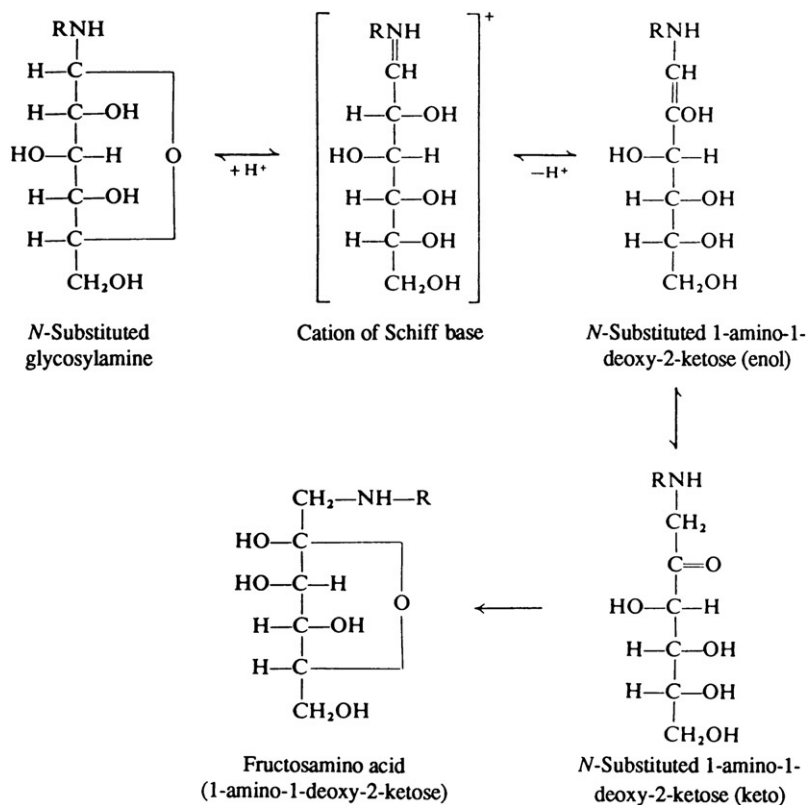 RNH
H—C
H—C—OH
HO—C—H
O
H—C—OH
H—C
CH₂OH
N-Substituted
glycosylamine
+H⁺
RNH
CH
H—C—OH
HO—C—H
H—C—OH
H—C—OH
CH₂OH
+
Cation of Schiff base
−H⁺
RNH
CH
COH
HO—C—H
H—C—OH
H—C—OH
CH₂OH
N-Substituted 1-amino-1-
deoxy-2-ketose (enol)
CH₂—NH—R
HO—C
HO—C—H
O
H—C—OH
H—C
CH₂OH
Fructosamino acid
(1-amino-1-deoxy-2-ketose)
RNH
CH₂
C=O
HO—C—H
H—C—OH
H—C—OH
CH₂OH
N-Substituted 1-amino-1-
deoxy-2-ketose (keto)